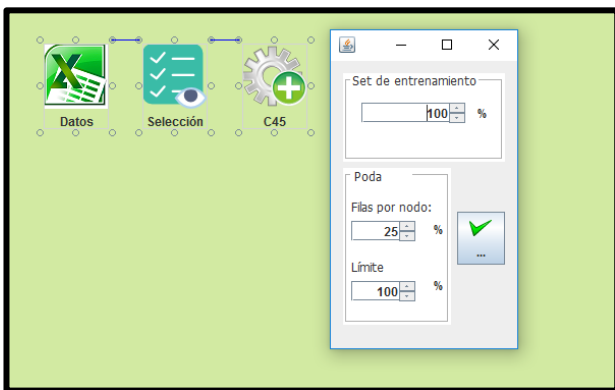 Datos
Selección
C45
Set de entrenamiento
100 %
Poda
Filas por nodo:
25 %
Límite
100 %
...